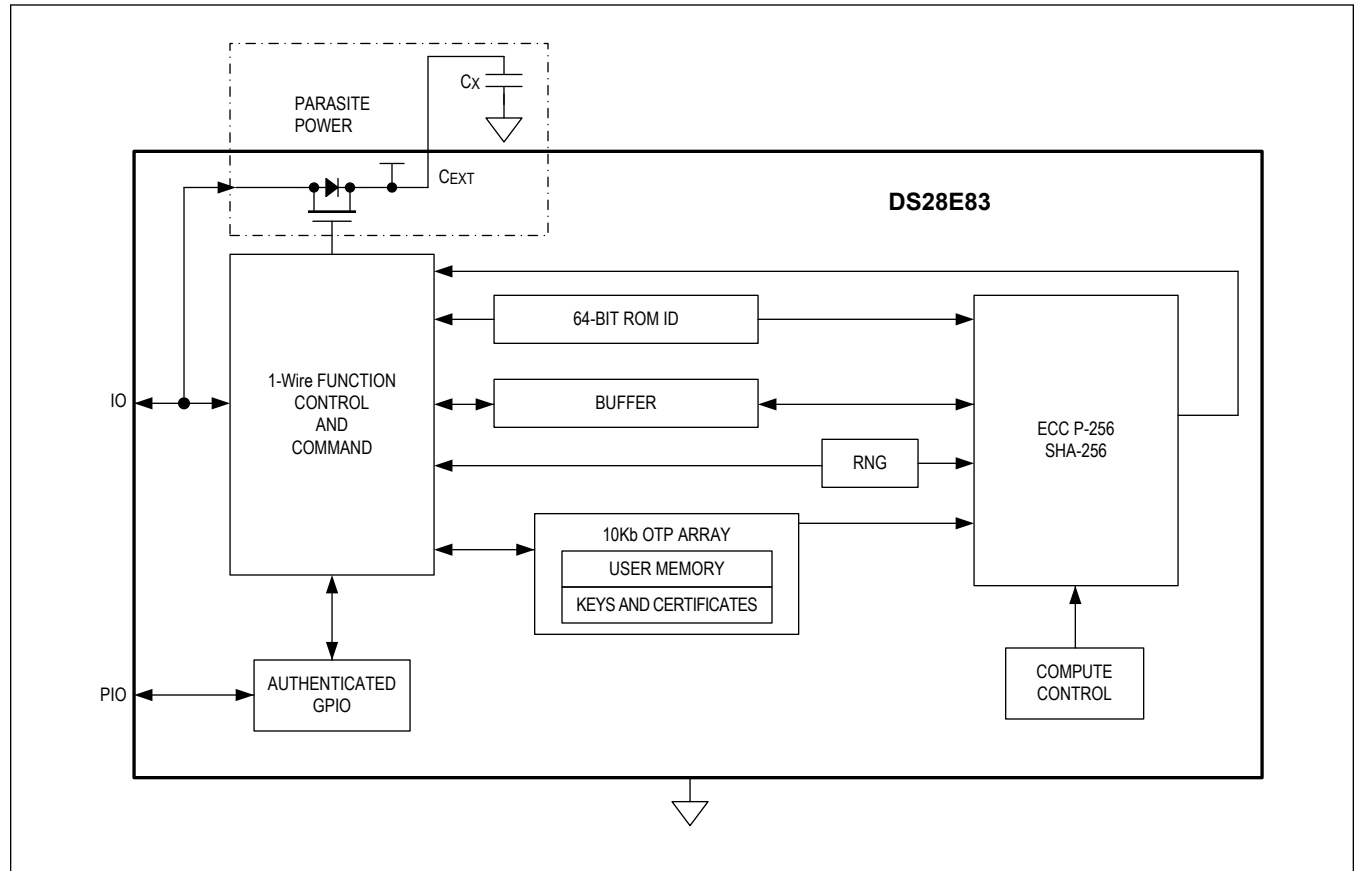 CX
PARASITE
POWER
CEXT
DS28E83
64-BIT ROM ID
1-Wire FUNCTION
CONTROL
AND
COMMAND
IO
BUFFER
ECC P-256
SHA-256
RNG
10Kb OTP ARRAY
USER MEMORY
KEYS AND CERTIFICATES
PIO
AUTHENTICATED
GPIO
COMPUTE
CONTROL